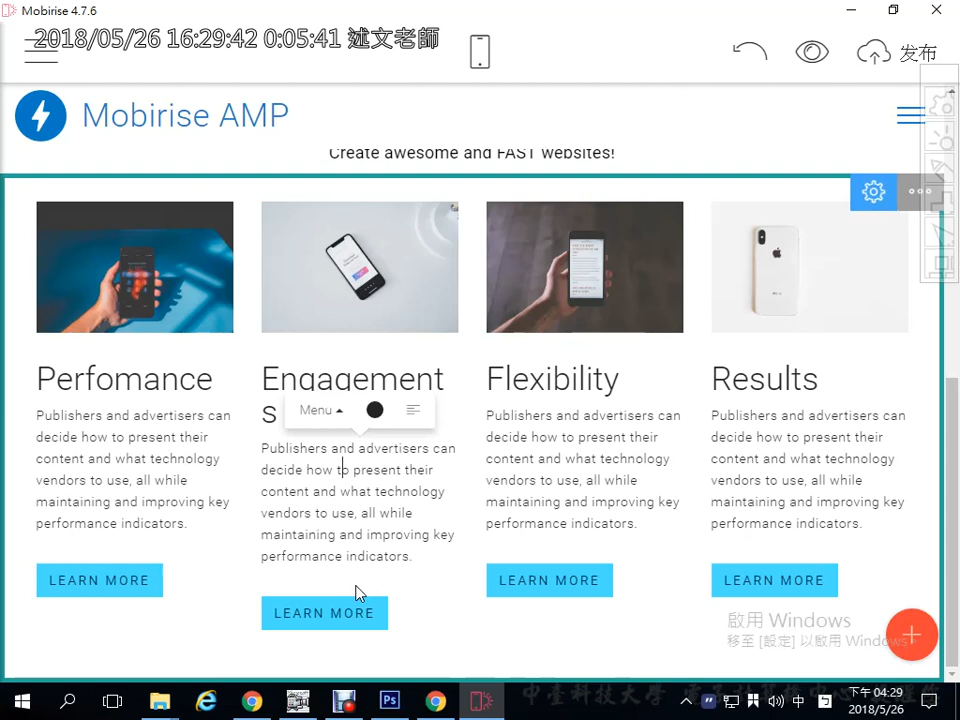 Mobirise 4.7.6
2018/05/26 16:29:42 0:05:41 述文老師
发布
Mobirise AMP
Create awesome and FAST websites!
Perfomance
Publishers and advertisers can
decide how to present their
content and what technology
vendors to use, all while
maintaining and improving key
performance indicators.
LEARN MORE
Engagement
s
Menu
Publishers and advertisers can
decide how to present their
content and what technology
vendors to use, all while
maintaining and improving key
performance indicators.
LEARN MORE
Flexibility
Publishers and advertisers can
decide how to present their
content and what technology
vendors to use, all while
maintaining and improving key
performance indicators.
LEARN MORE
Results
Publishers and advertisers can
decide how to present their
content and what technology
vendors to use, all while
maintaining and improving key
performance indicators.
LEARN MORE
啟用 Windows
移至 [設定] 以啟用 Windows。
Ps
中臺科技大學
中
下午 04:29
2018/5/26